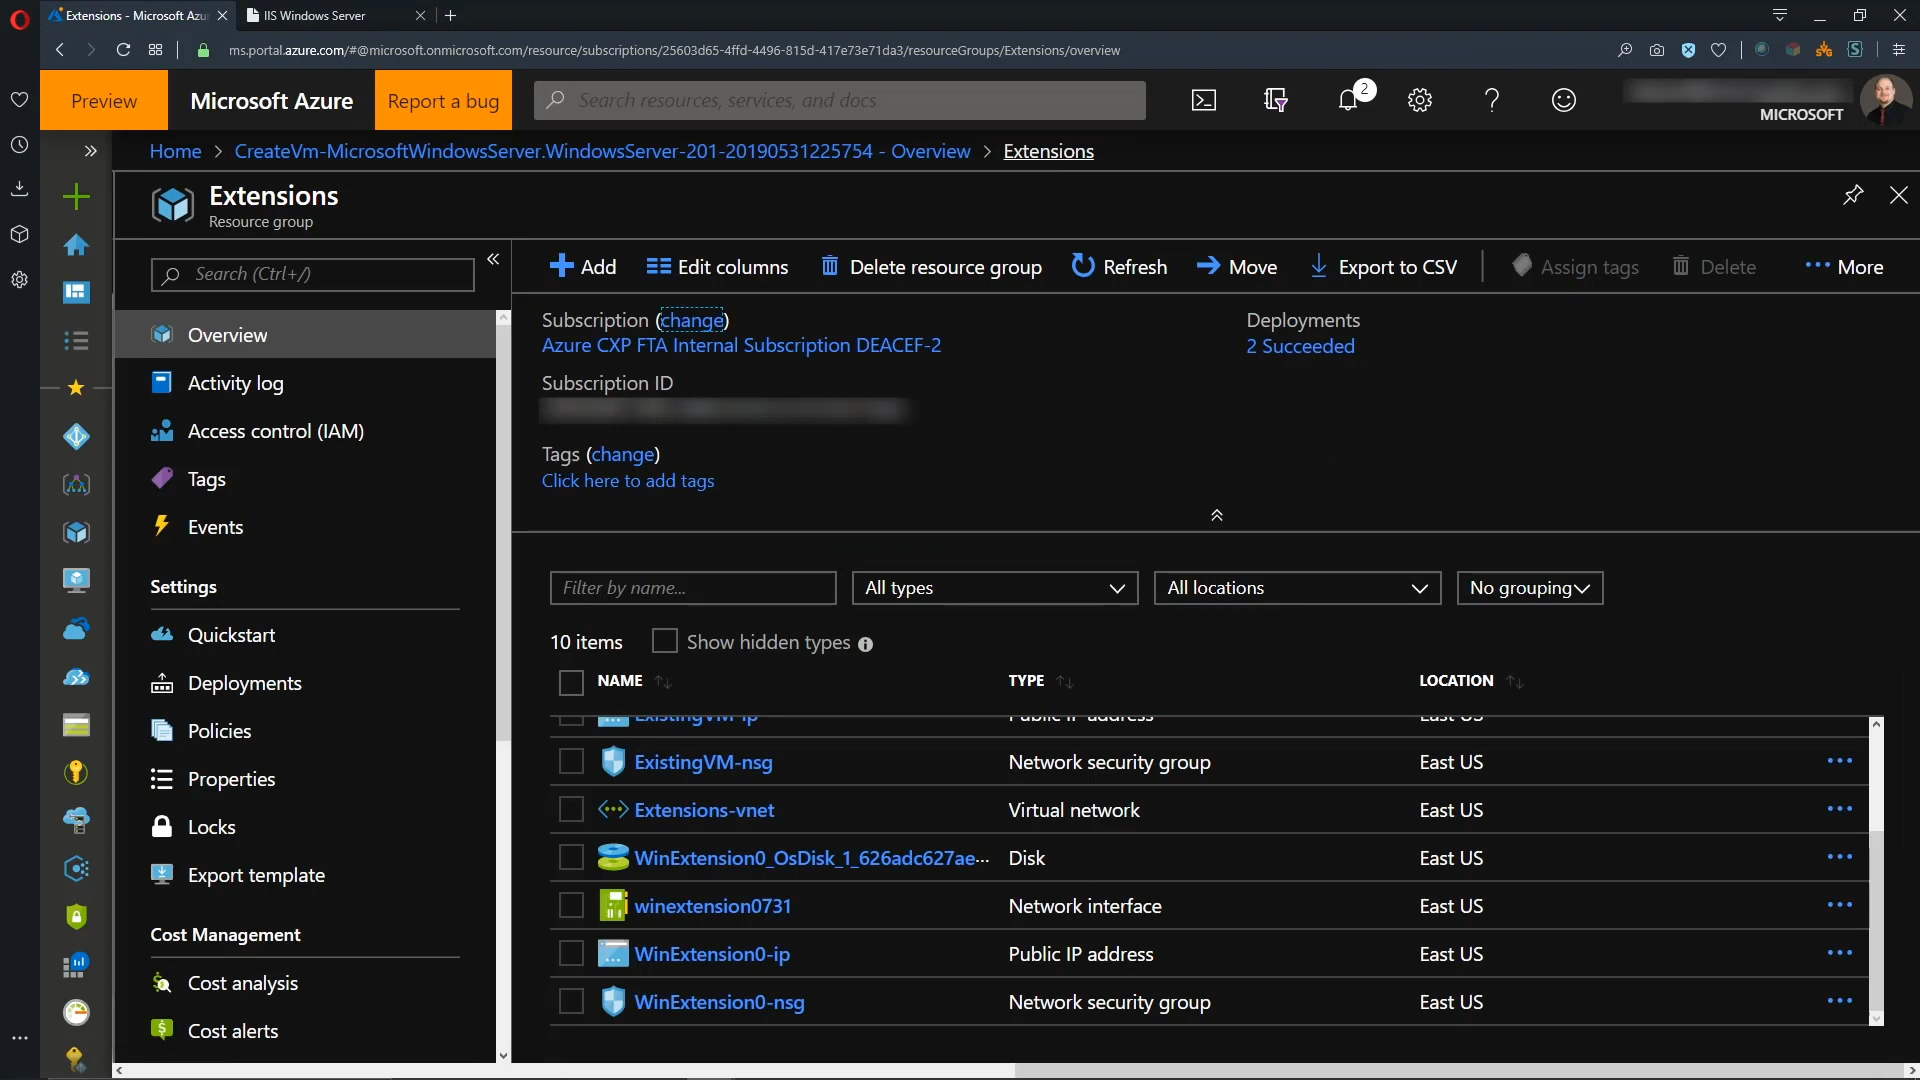 Extensions - Microsoft Azu
IIS Windows Server
ms.portal.azure.com/#@microsoft.onmicrosoft.com/resource/subscriptions/25603d65-4ffd-4496-815d-417e73e71da3/resourceGroups/Extensions/overview
Preview
Microsoft Azure
Report a bug
Search resources, services, and docs
2
MICROSOFT
Home > CreateVm-MicrosoftWindowsServer.WindowsServer-201-20190531225754 - Overview > Extensions
Extensions
Resource group
Search (Ctrl+/)
Overview
Activity log
Access control (IAM)
Tags
Events
Settings
Quickstart
Deployments
Policies
Properties
Locks
Export template
Cost Management
Cost analysis
Cost alerts
Add
Edit columns
Delete resource group
Refresh
Move
Export to CSV
Assign tags
Delete
More
Subscription (change)
Azure CXP FTA Internal Subscription DEACEF-2
Deployments
2 Succeeded
Subscription ID
Tags (change)
Click here to add tags
Filter by name...
All types
All locations
No grouping
10 items
Show hidden types
NAME TYPE LOCATION
ExistingVM-ip Public IP address East US
ExistingVM-nsg Network security group East US
Extensions-vnet Virtual network East US
WinExtension0_OsDisk_1_626adc627ae... Disk East US
winextension0731 Network interface East US
WinExtension0-ip Public IP address East US
WinExtension0-nsg Network security group East US